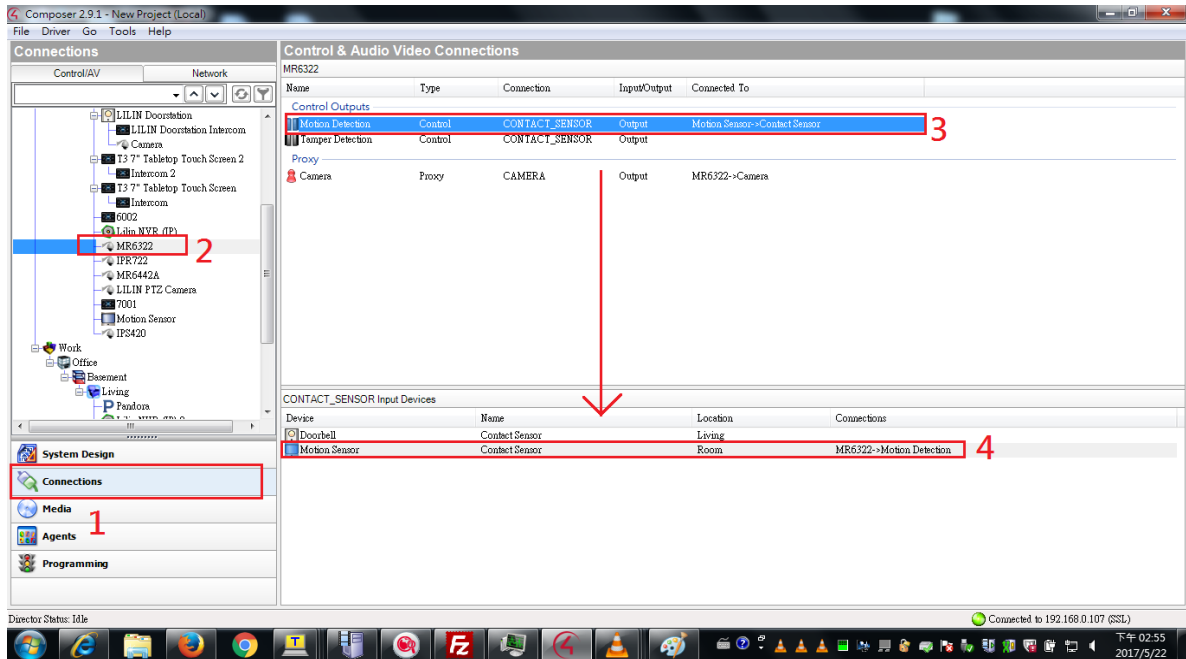 Composer 2.9.1 - New Project (Local)
File Driver Go Tools Help
Connections
Control/AV Network
LILIN Doorstation
LILIN Doorstation Intercom
Camera
T3 7" Tabletop Touch Screen 2
Intercom 2
T3 7" Tabletop Touch Screen
Intercom
6002
Lilin NVR (IP)
MR6322
2
IPR722
MR6442A
LILIN PTZ Camera
7001
Motion Sensor
IPS420
Work
Office
Basement
Living
Pandora
System Design
Connections
1
Media
Agents
Programming
Control & Audio Video Connections
MR6322
Name Type Connection Input/Output Connected To
Control Outputs
Motion Detection Control CONTACT_SENSOR Output Motion Sensor->Contact Sensor
3
Tamper Detection Control CONTACT_SENSOR Output
Proxy
Camera Proxy CAMERA Output MR6322->Camera
CONTACT_SENSOR Input Devices
Device Name Location Connections
Doorbell Contact Sensor Living
Motion Sensor Contact Sensor Room MR6322->Motion Detection
4
Director Status: Idle
Connected to 192.168.0.107 (SSL)
下午 02:55
2017/5/22